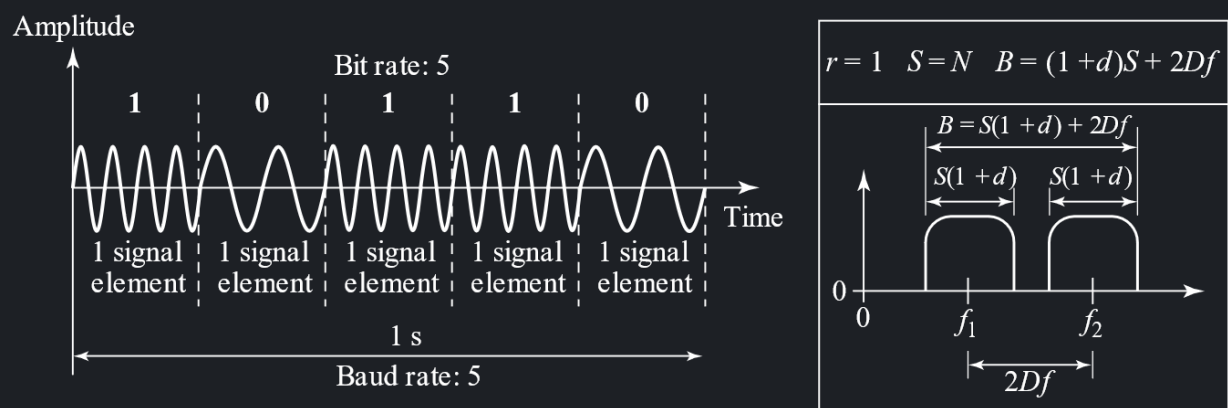 Amplitude
Bit rate: 5
1 0 1 1 0
Time
1 signal element 1 signal element 1 signal element 1 signal element 1 signal element
1 s
Baud rate: 5
r = 1 S = N B = (1 +d)S + 2Df
B = S(1 +d) + 2Df
S(1 +d) S(1 +d)
0
0 f1 f2
2Df